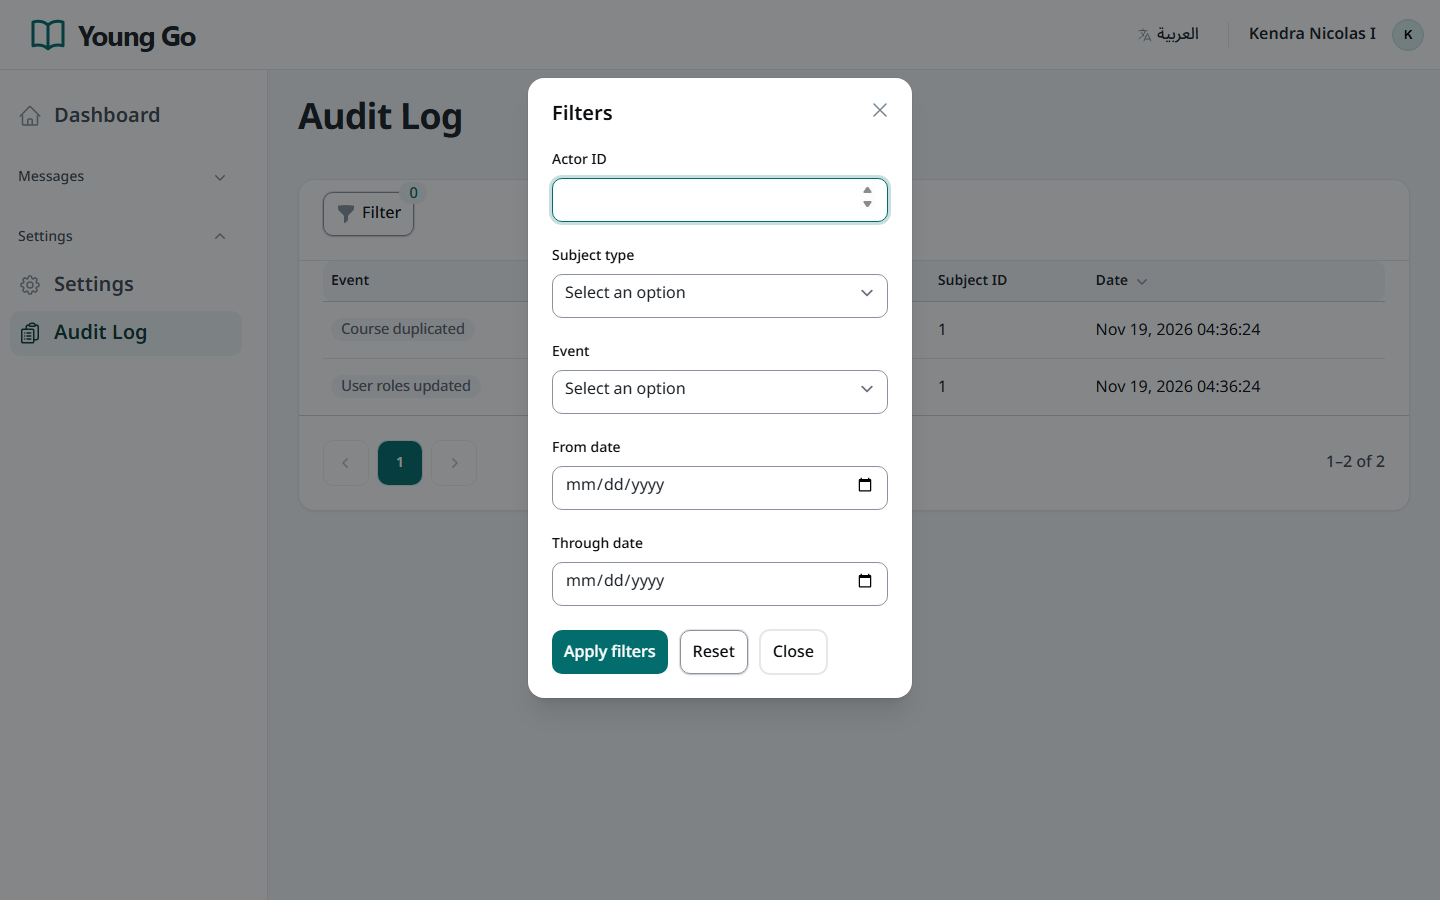 Young Go
العربية
Kendra Nicolas I
K
Dashboard
Messages
Settings
Settings
Audit Log
Audit Log
Filter
0
Event
Subject ID
Date
Course duplicated
1
Nov 19, 2026 04:36:24
User roles updated
1
Nov 19, 2026 04:36:24
1
1–2 of 2
Filters
Actor ID
Subject type
Select an option
Event
Select an option
From date
mm/dd/yyyy
Through date
mm/dd/yyyy
Apply filters
Reset
Close